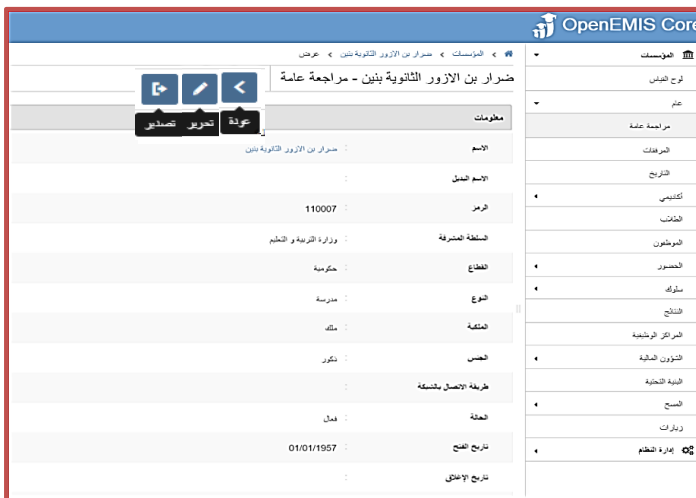 OpenEMIS Core
المؤسسات
لوح القياس
عام
مراجعة عامة
المرفقات
التاريخ
أكاديمي
الطلاب
الموظفون
الحضور
سلوك
النتائج
المراكز الوظيفية
الشؤون المالية
البنية التحتية
المسح
زيارات
إدارة النظام
المؤسسات › ضرار بن الازور الثانوية بنين › عرض
ضرار بن الازور الثانوية بنين - مراجعة عامة
عودة تحرير تصدير
معلومات
الاسم : ضرار بن الازور الثانوية بنين
الاسم البديل :
الرمز : 110007
السلطة المشرفة : وزارة التربية و التعليم
القطاع : حكومية
النوع : مدرسة
الملكية : ملك
الجنس : ذكور
طريقة الاتصال بالشبكة :
الحالة : فعال
تاريخ الفتح : 01/01/1957
تاريخ الإغلاق :